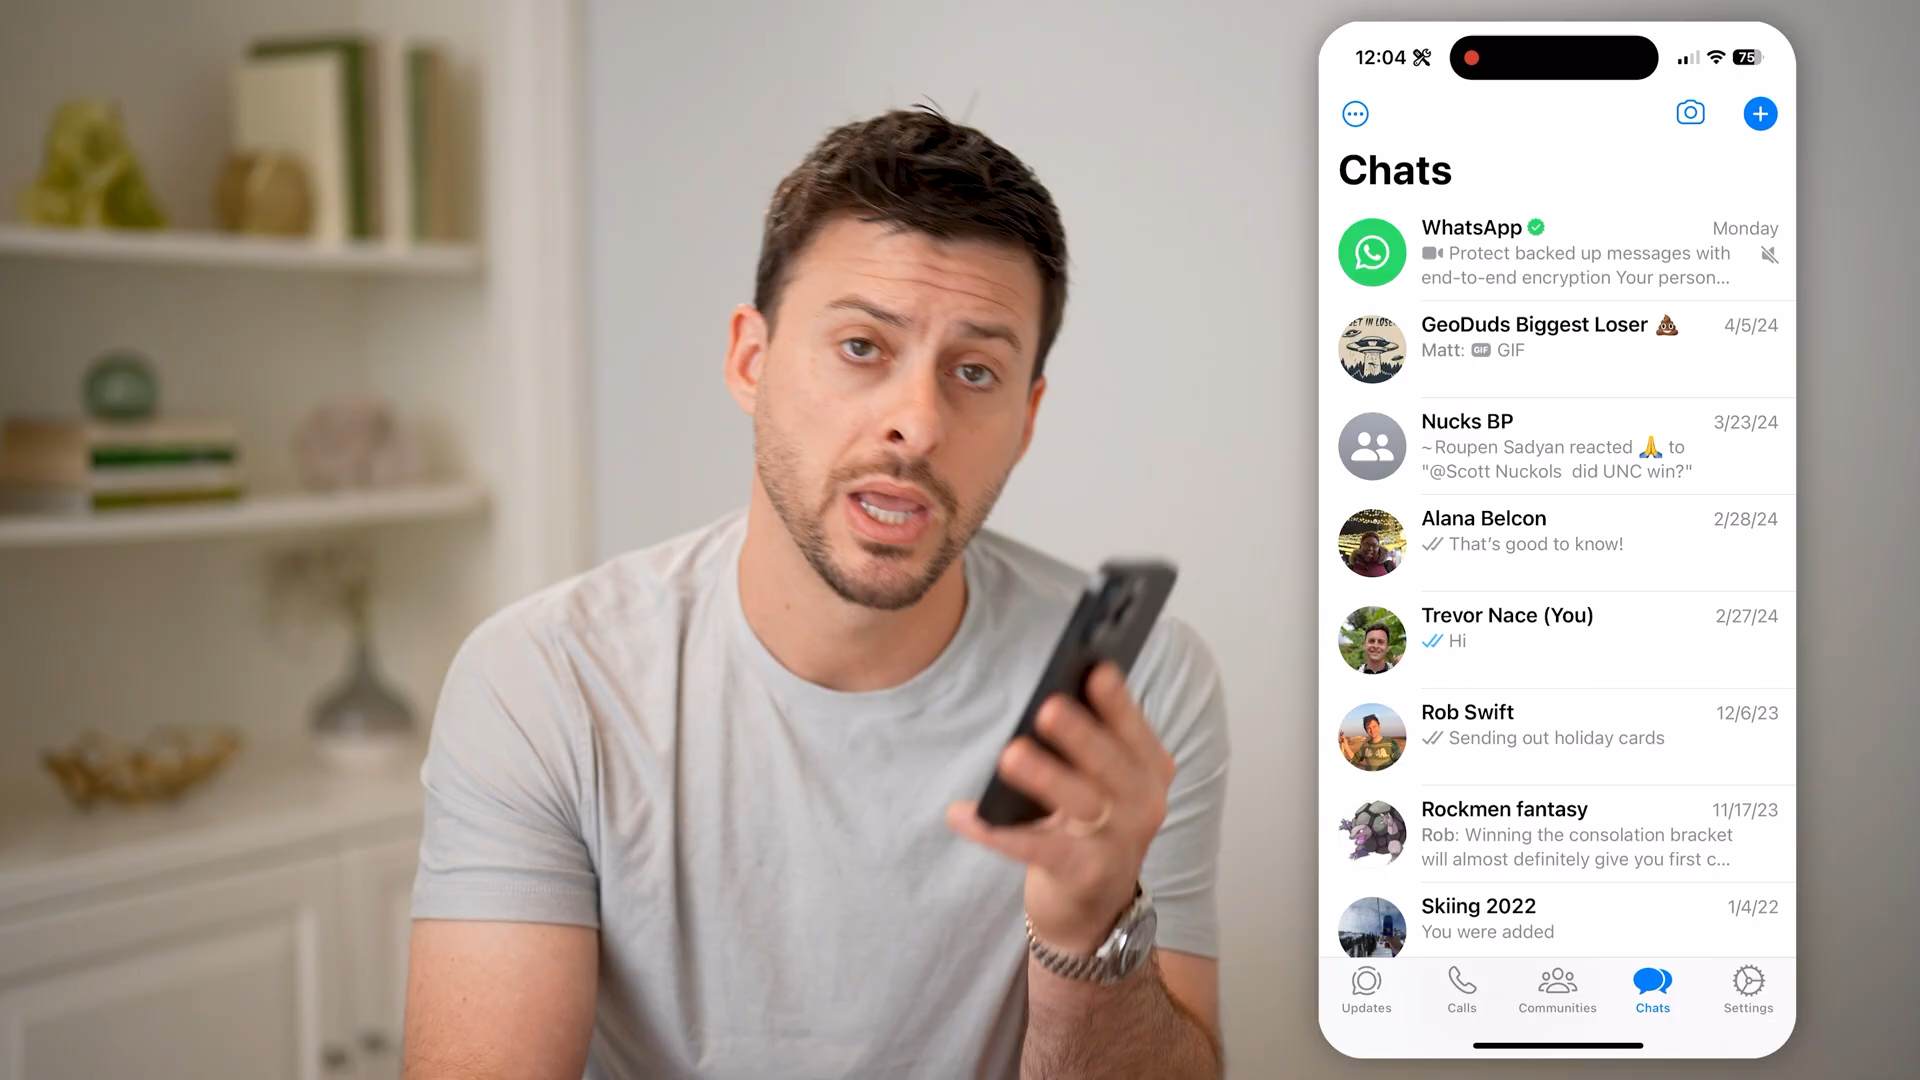 12:04
75
Chats
WhatsApp
Monday
Protect backed up messages with
end-to-end encryption Your person...
GeoDuds Biggest Loser 💩
4/5/24
Matt: GIF GIF
Nucks BP
3/23/24
~Roupen Sadyan reacted 🙏 to
"@Scott Nuckols did UNC win?"
Alana Belcon
2/28/24
That's good to know!
Trevor Nace (You)
2/27/24
Hi
Rob Swift
12/6/23
Sending out holiday cards
Rockmen fantasy
11/17/23
Rob: Winning the consolation bracket
will almost definitely give you first c...
Skiing 2022
1/4/22
You were added
Updates
Calls
Communities
Chats
Settings